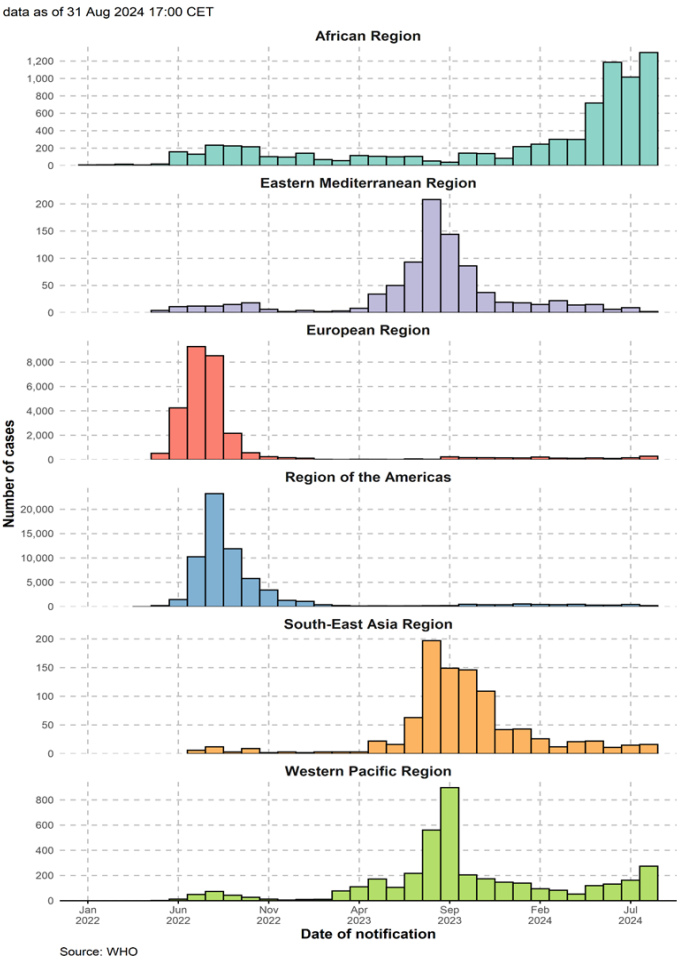 data as of 31 Aug 2024 17:00 CET
African Region
1,200
1,000
800
600
400
200
0
Eastern Mediterranean Region
200
150
100
50
0
European Region
8,000
6,000
4,000
2,000
0
Number of cases
Region of the Americas
20,000
15,000
10,000
5,000
0
South-East Asia Region
200
150
100
50
0
Western Pacific Region
800
600
400
200
0
Jan 2022
Jun 2022
Nov 2022
Apr 2023
Sep 2023
Feb 2024
Jul 2024
Date of notification
Source: WHO